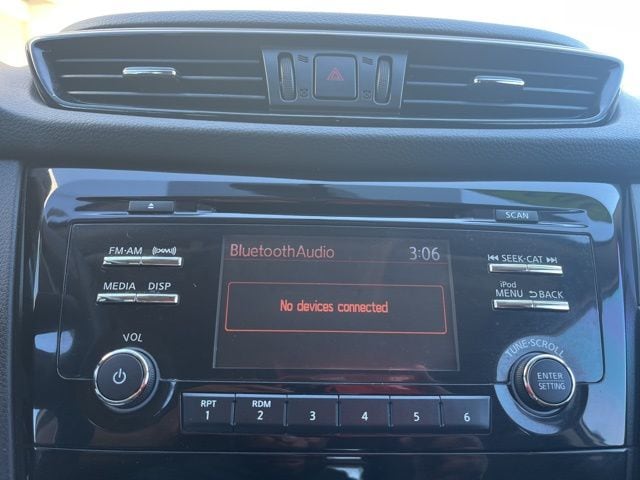 SCAN
FM·AM
MEDIA DISP
BluetoothAudio 3:06
No devices connected
⏮ SEEK·CAT ⏭
iPod
MENU ⮌BACK
VOL
TUNE·SCROLL
ENTER
SETTING
RPT RDM
1 2 3 4 5 6